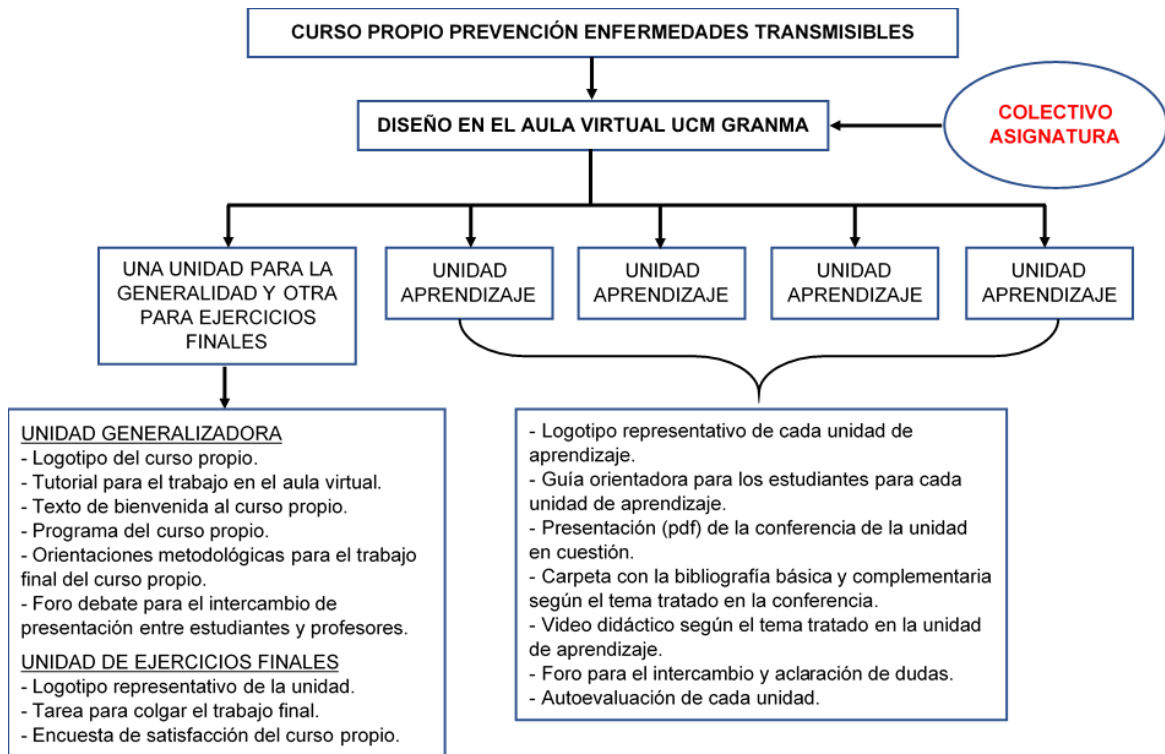 CURSO PROPIO PREVENCIÓN ENFERMEDADES TRANSMISIBLES
DISEÑO EN EL AULA VIRTUAL UCM GRANMA
COLECTIVO
ASIGNATURA
UNA UNIDAD PARA LA
GENERALIDAD Y OTRA
PARA EJERCICIOS
FINALES
UNIDAD
APRENDIZAJE
UNIDAD
APRENDIZAJE
UNIDAD
APRENDIZAJE
UNIDAD
APRENDIZAJE
UNIDAD GENERALIZADORA
- Logotipo del curso propio.
- Tutorial para el trabajo en el aula virtual.
- Texto de bienvenida al curso propio.
- Programa del curso propio.
- Orientaciones metodológicas para el trabajo
final del curso propio.
- Foro debate para el intercambio de
presentación entre estudiantes y profesores.
UNIDAD DE EJERCICIOS FINALES
- Logotipo representativo de la unidad.
- Tarea para colgar el trabajo final.
- Encuesta de satisfacción del curso propio.
- Logotipo representativo de cada unidad de
aprendizaje.
- Guía orientadora para los estudiantes para cada
unidad de aprendizaje.
- Presentación (pdf) de la conferencia de la unidad
en cuestión.
- Carpeta con la bibliografía básica y complementaria
según el tema tratado en la conferencia.
- Video didáctico según el tema tratado en la unidad
de aprendizaje.
- Foro para el intercambio y aclaración de dudas.
- Autoevaluación de cada unidad.